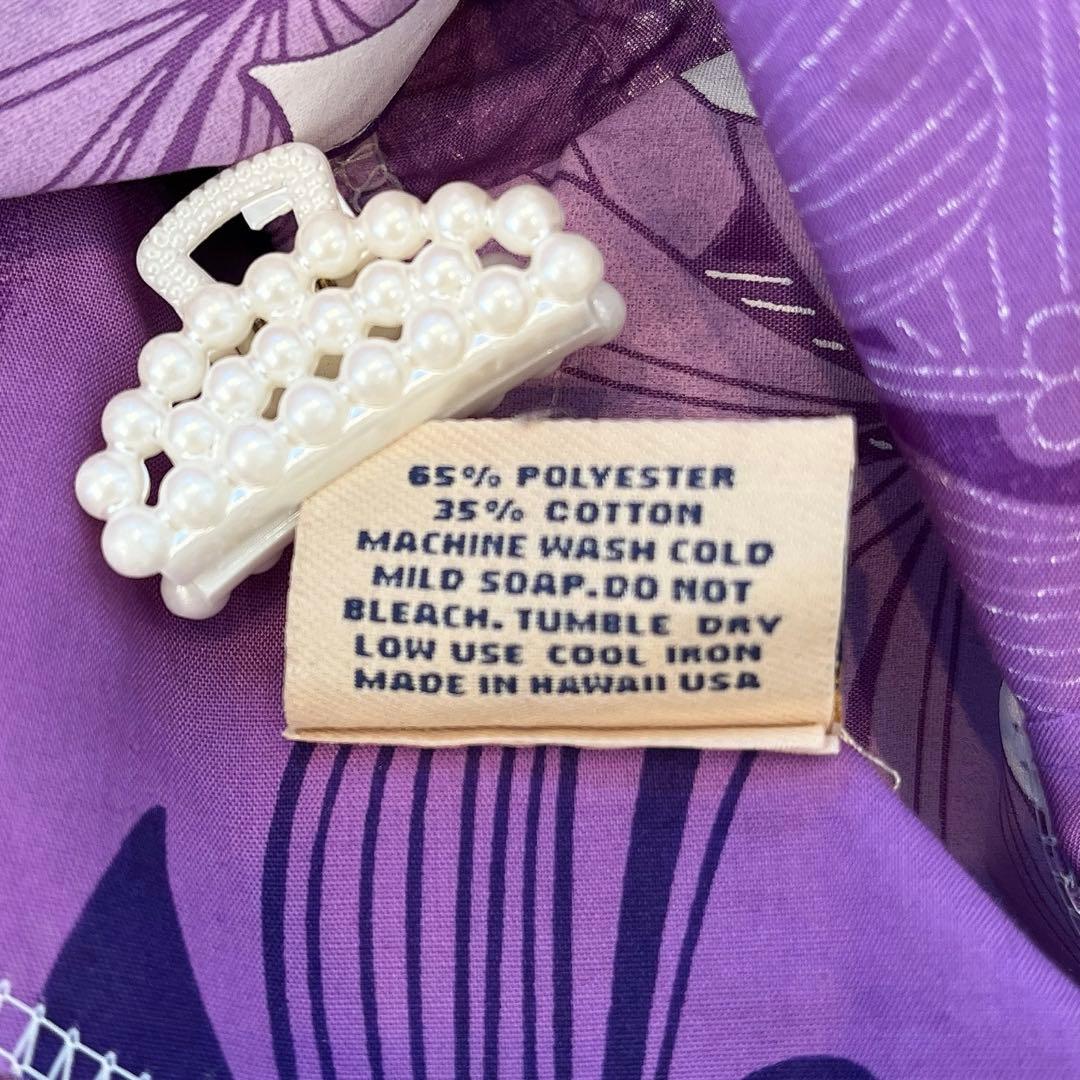 65% POLYESTER
35% COTTON
MACHINE WASH COLD
MILD SOAP.DO NOT
BLEACH. TUMBLE DRY
LOW USE COOL IRON
MADE IN HAWAII USA